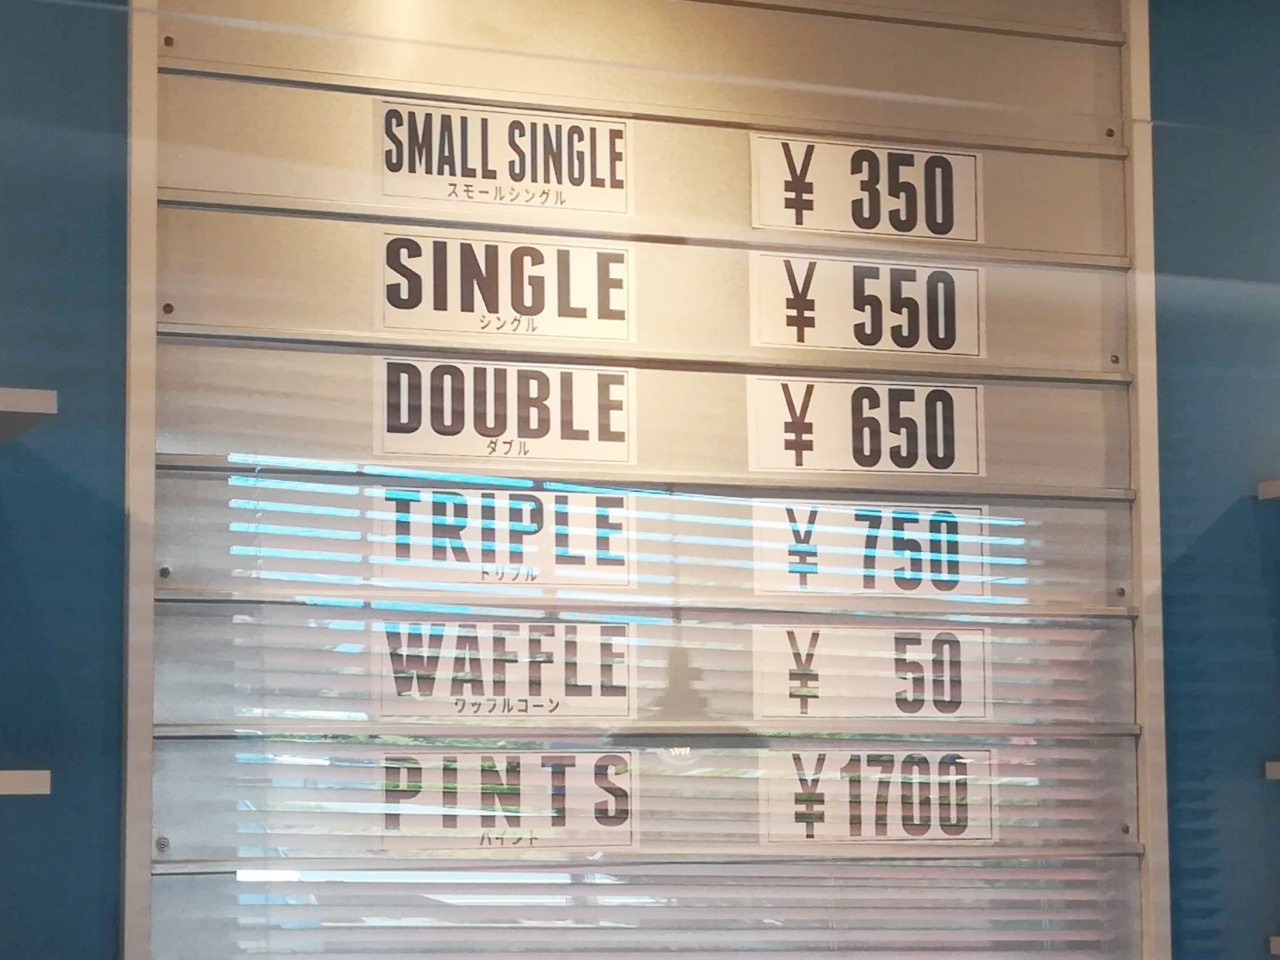 SMALL SINGLE ¥ 350
スモールシングル
SINGLE ¥ 550
シングル
DOUBLE ¥ 650
ダブル
TRIPLE ¥ 750
トリプル
WAFFLE ¥ 50
ワッフルコーン
PINTS ¥1700
パイント